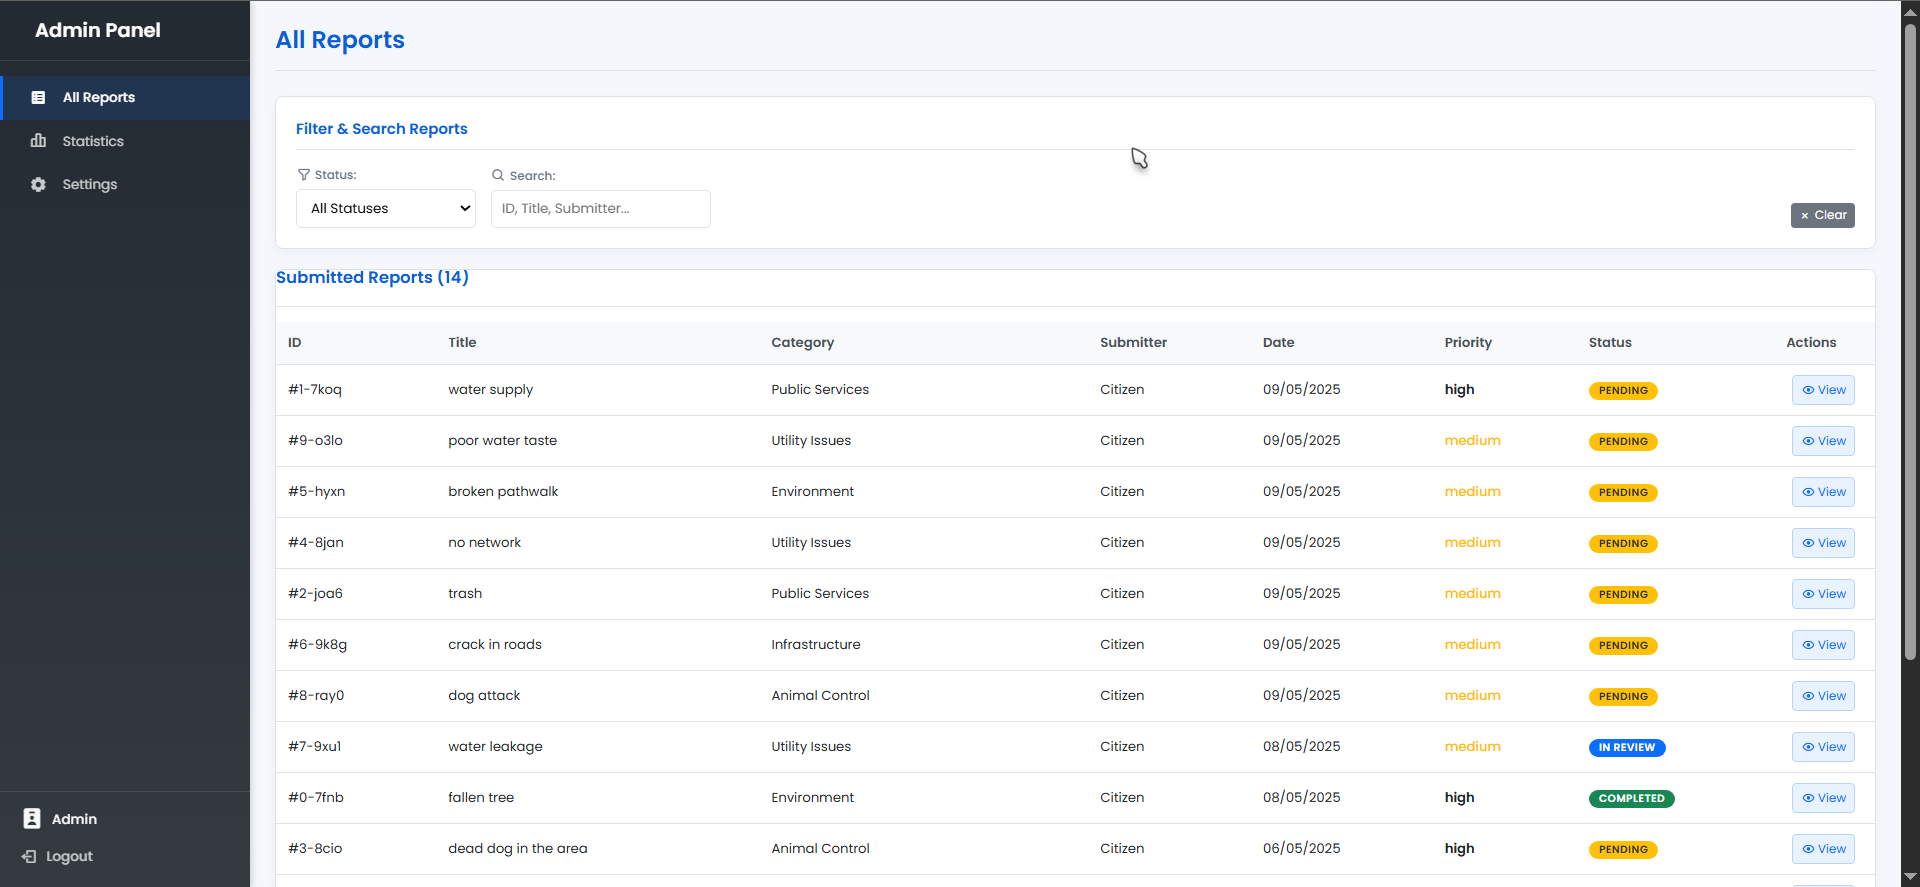 Admin Panel
All Reports
Statistics
Settings
Admin
Logout
All Reports
Filter & Search Reports
Status:
Search:
All Statuses
ID, Title, Submitter...
× Clear
Submitted Reports (14)
ID Title Category Submitter Date Priority Status Actions
#1-7koq water supply Public Services Citizen 09/05/2025 high PENDING View
#9-o3lo poor water taste Utility Issues Citizen 09/05/2025 medium PENDING View
#5-hyxn broken pathwalk Environment Citizen 09/05/2025 medium PENDING View
#4-8jan no network Utility Issues Citizen 09/05/2025 medium PENDING View
#2-joa6 trash Public Services Citizen 09/05/2025 medium PENDING View
#6-9k8g crack in roads Infrastructure Citizen 09/05/2025 medium PENDING View
#8-ray0 dog attack Animal Control Citizen 09/05/2025 medium PENDING View
#7-9xu1 water leakage Utility Issues Citizen 08/05/2025 medium IN REVIEW View
#0-7fnb fallen tree Environment Citizen 08/05/2025 high COMPLETED View
#3-8cio dead dog in the area Animal Control Citizen 06/05/2025 high PENDING View